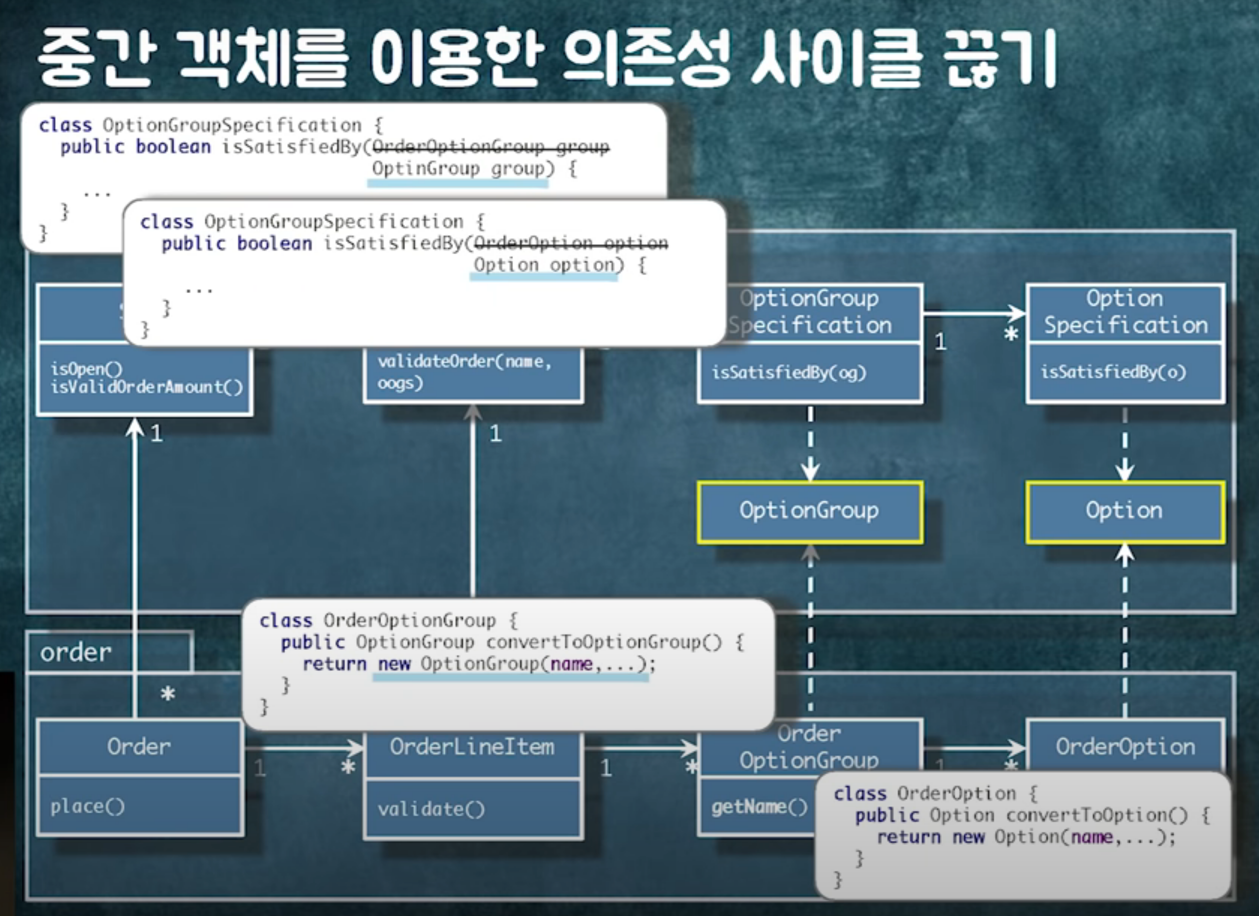 중간 객체를 이용한 의존성 사이클 끊기
class OptionGroupSpecification {
public boolean isSatisfiedBy(OrderOptionGroup group
OptinGroup group) {
...
}
}
class OptionGroupSpecification {
public boolean isSatisfiedBy(OrderOption option
Option option) {
...
}
}
isOpen()
isValidOrderAmount()
validateOrder(name,
oogs)
OptionGroup
Specification
isSatisfiedBy(og)
1
*
Option
Specification
isSatisfiedBy(o)
1
1
OptionGroup
Option
order
*
class OrderOptionGroup {
public OptionGroup convertToOptionGroup() {
return new OptionGroup(name,...);
}
}
Order
place()
1
*
OrderLineItem
validate()
1
*
Order
OptionGroup
getName()
1
*
OrderOption
class OrderOption {
public Option convertToOption() {
return new Option(name,...);
}
}